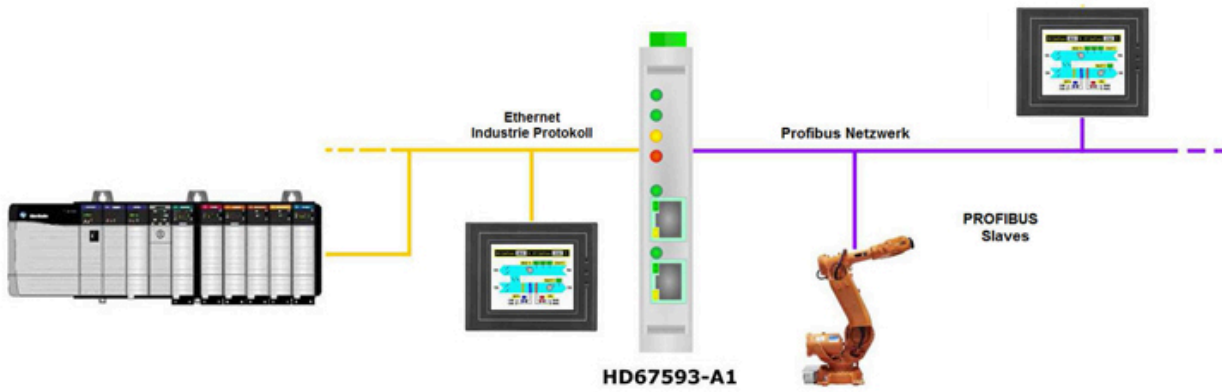 Ethernet
Industrie Protokoll
Profibus Netzwerk
PROFIBUS
Slaves
HD67593-A1